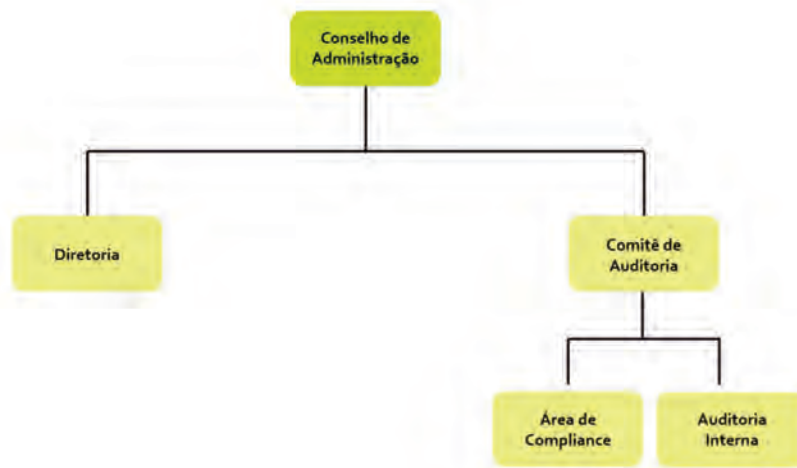 Conselho de
Administração
Diretoria
Comitê de
Auditoria
Área de
Compliance
Auditoria
Interna